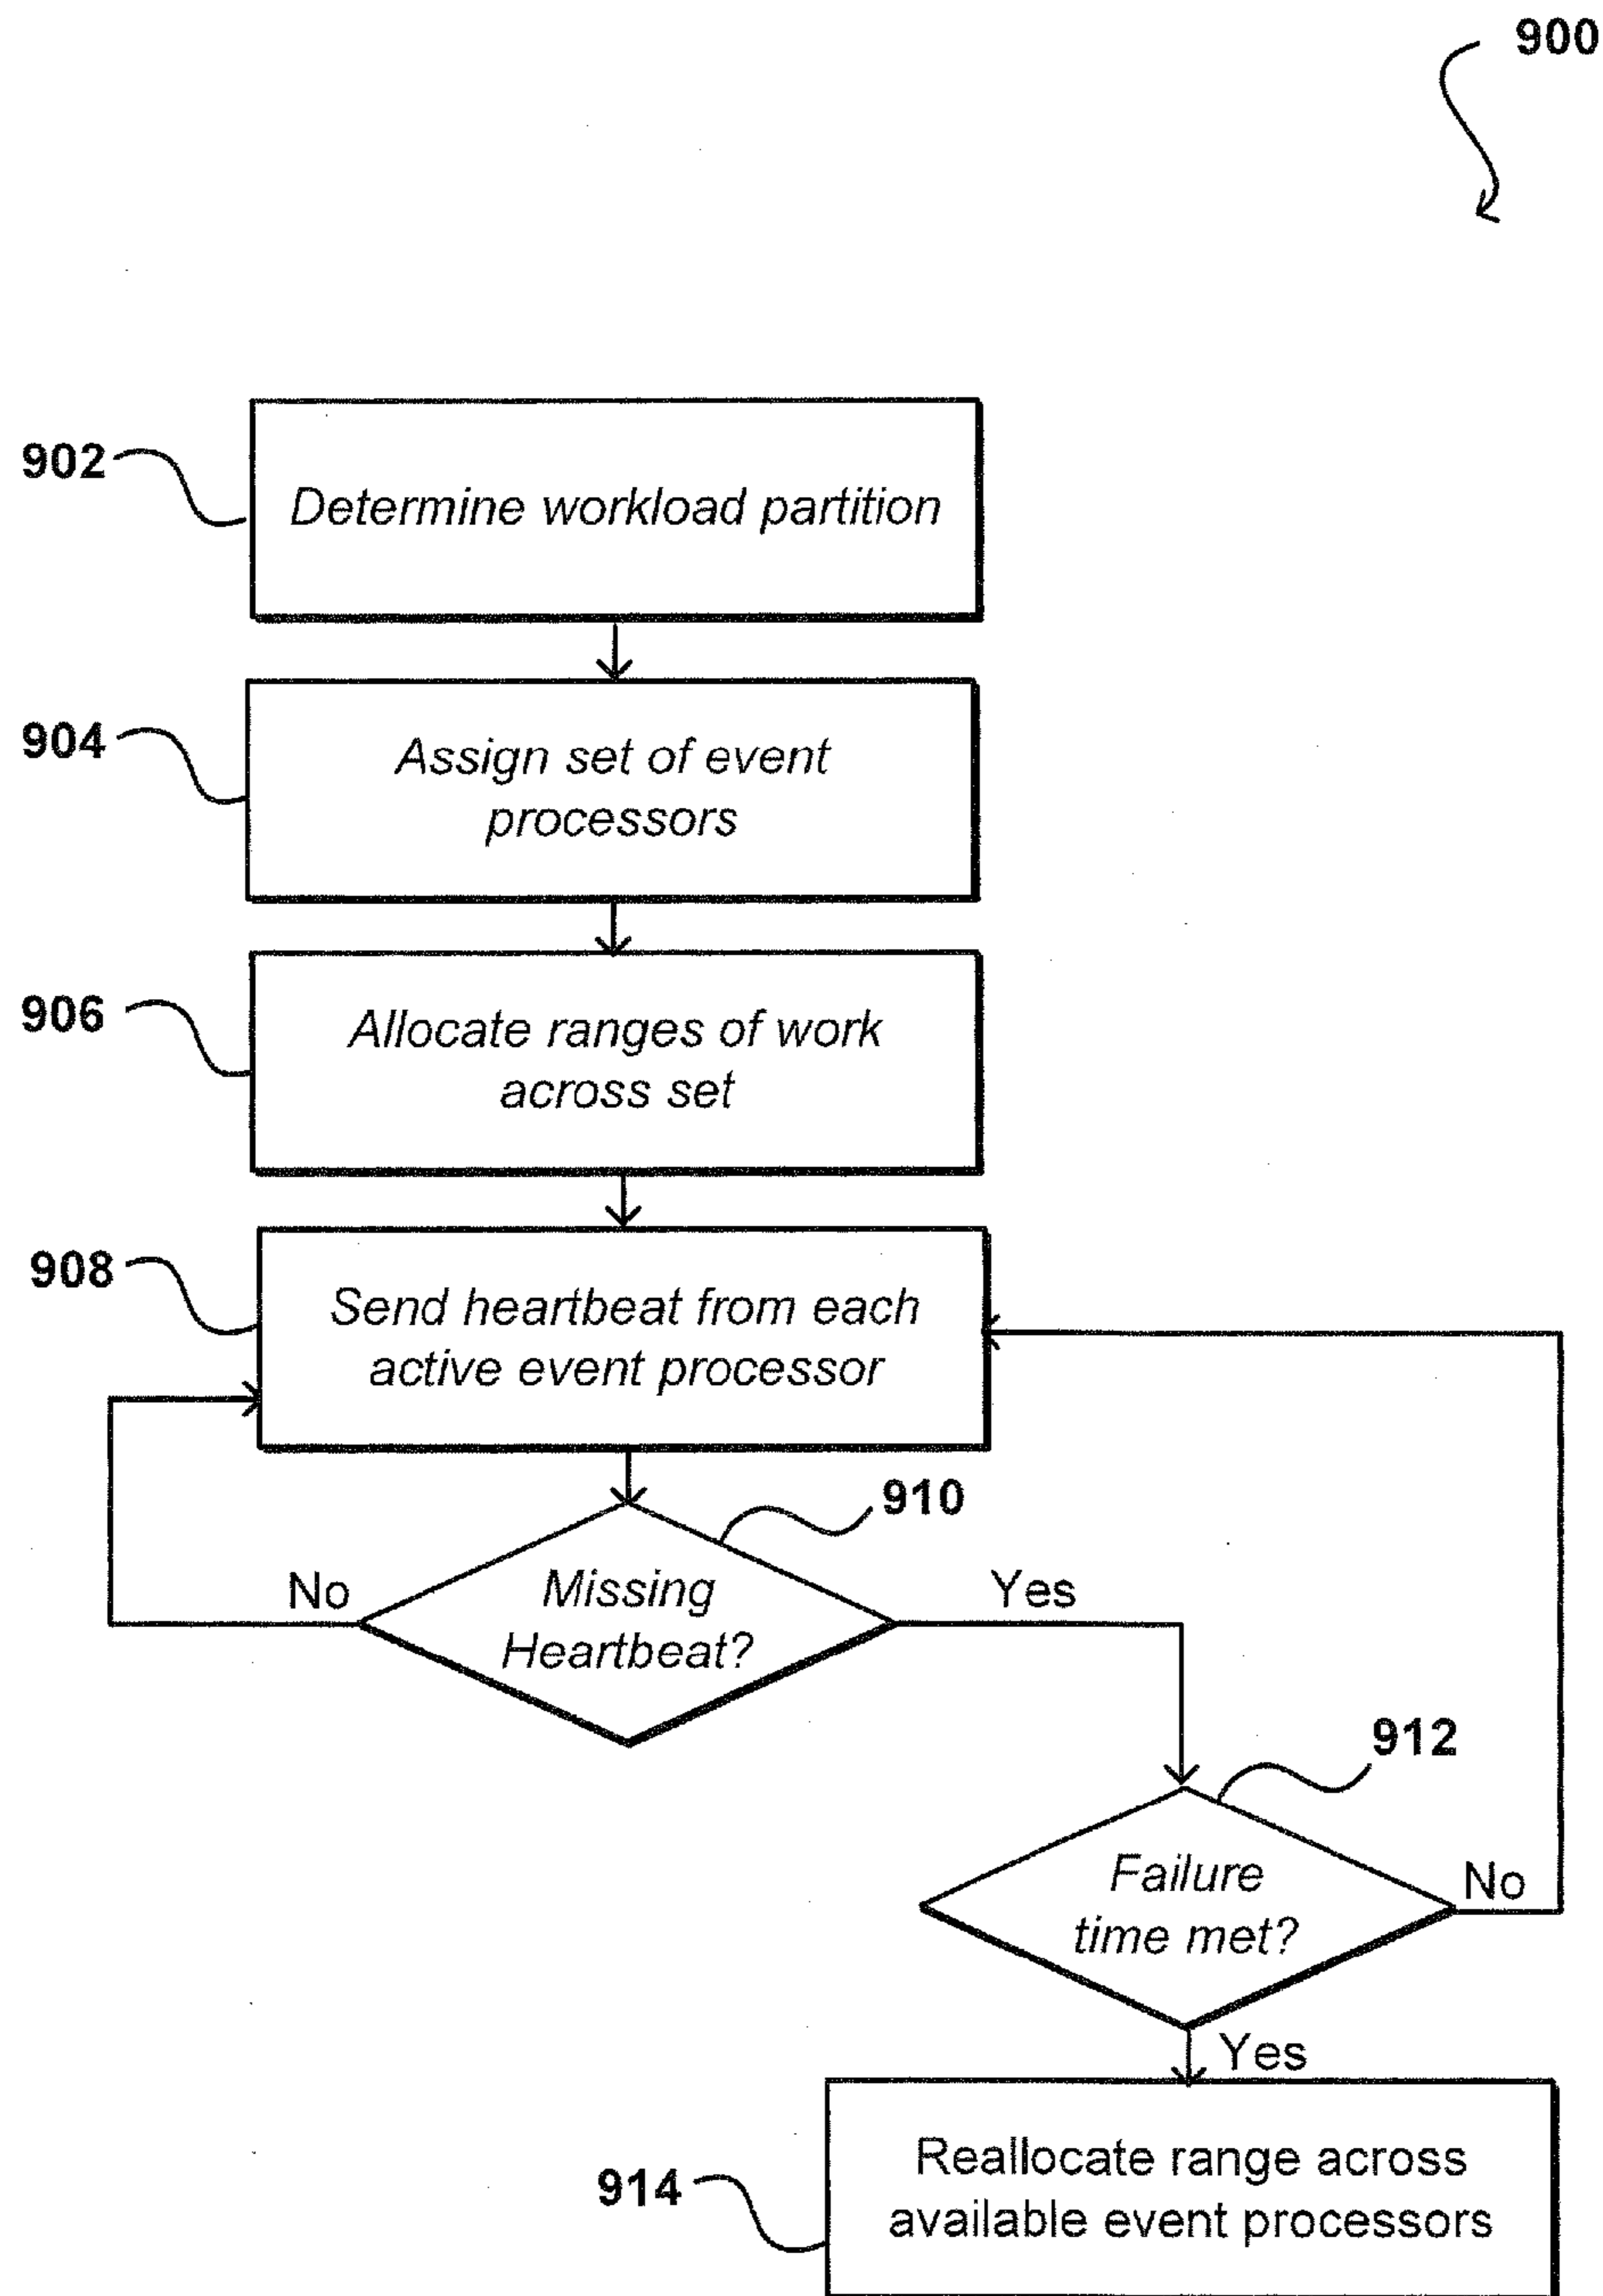 900
902
Determine workload partition
904
Assign set of event
processors
906
Allocate ranges of work
across set
908
Send heartbeat from each
active event processor
910
No
Missing
Heartbeat?
Yes
912
Failure
time met?
No
Yes
914
Reallocate range across
available event processors